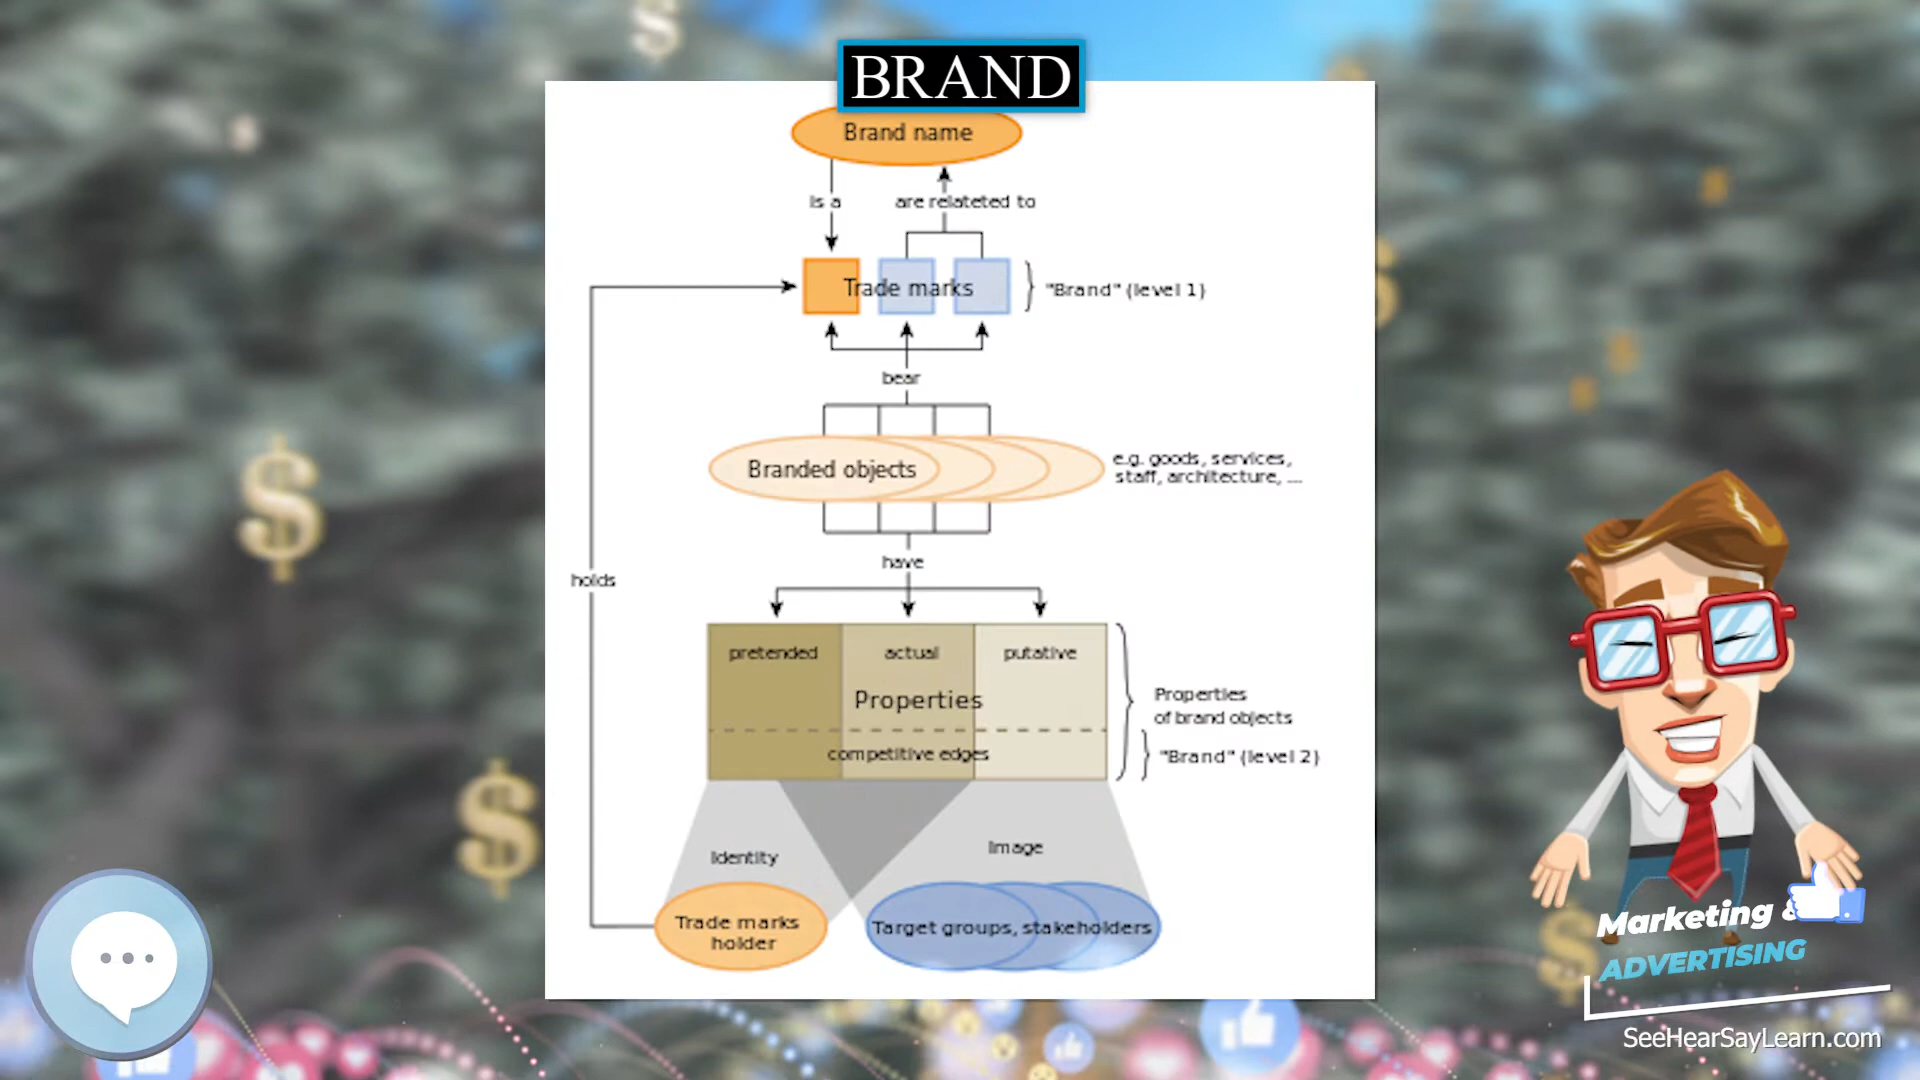 BRAND
Brand name
is a
are relateted to
Trade marks
"Brand" (level 1)
bear
Branded objects
e.g. goods, services,
staff, architecture, ...
have
holds
pretended
actual
putative
Properties
Properties
of brand objects
competitive edges
"Brand" (level 2)
Identity
Image
Trade marks
holder
Target groups, stakeholders
Marketing &
ADVERTISING
SeeHearSayLearn.com